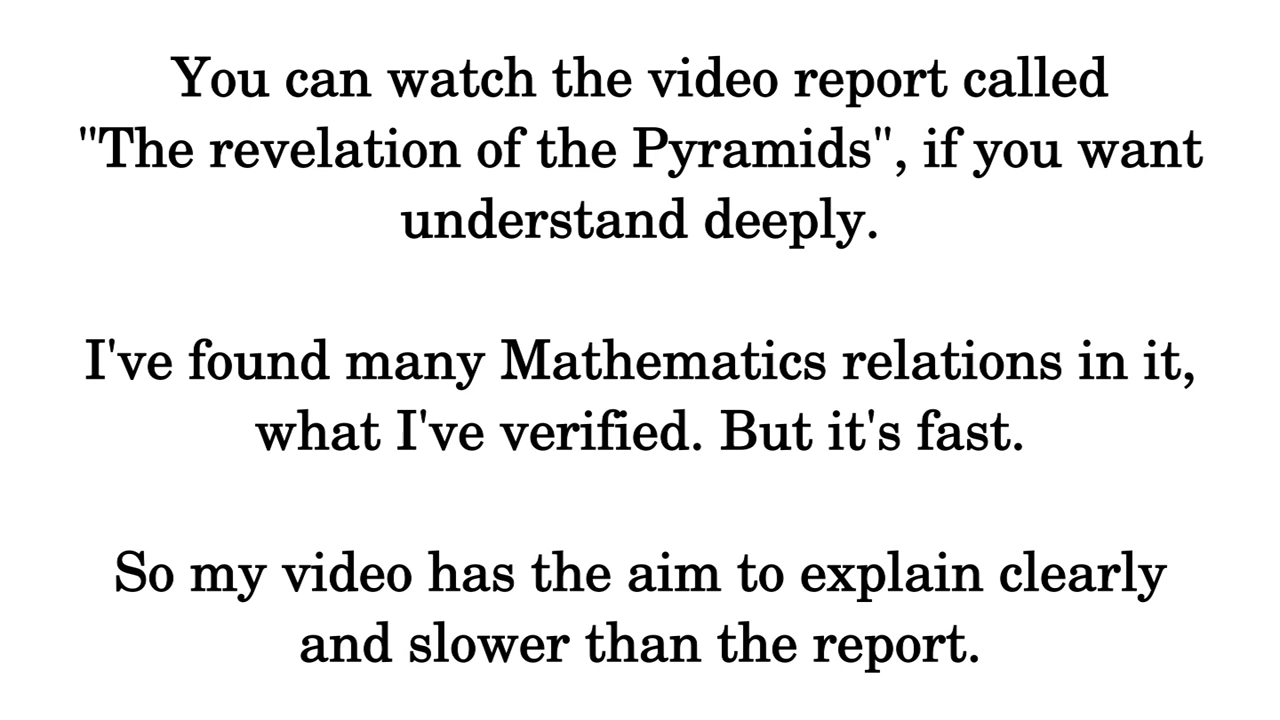 You can watch the video report called
"The revelation of the Pyramids", if you want
understand deeply.
I've found many Mathematics relations in it,
what I've verified. But it's fast.
So my video has the aim to explain clearly
and slower than the report.